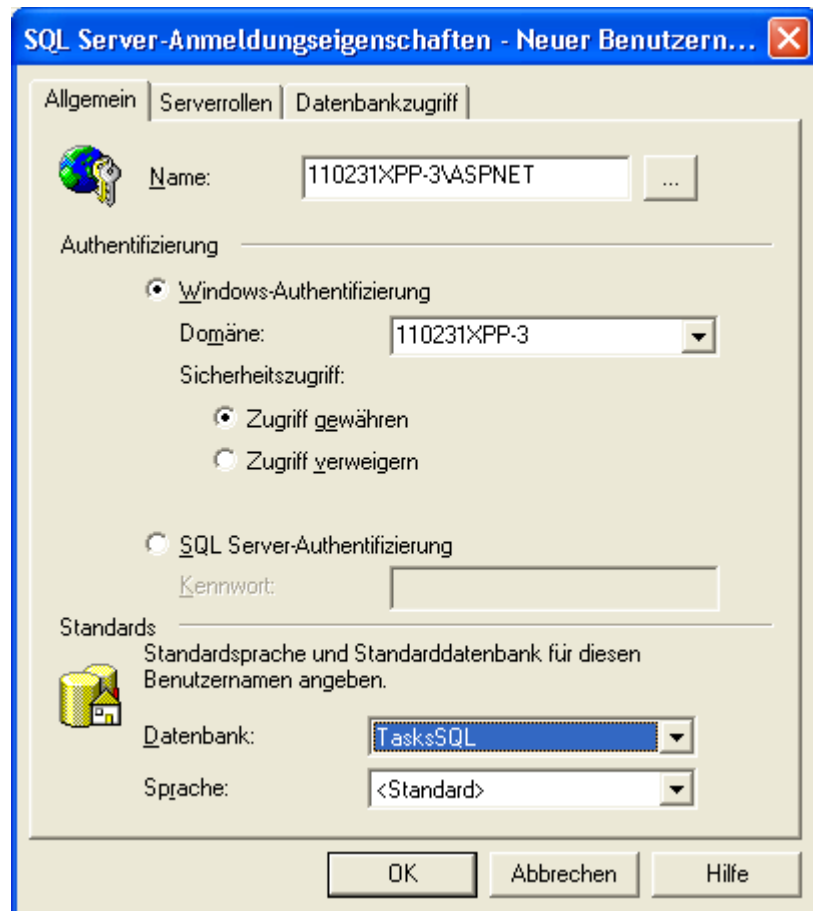 SQL Server-Anmeldungseigenschaften - Neuer Benutzern...
Allgemein Serverrollen Datenbankzugriff
Name: 110231XPP-3\ASPNET ...
Authentifizierung
Windows-Authentifizierung
Domäne: 110231XPP-3
Sicherheitszugriff:
Zugriff gewähren
Zugriff verweigern
SQL Server-Authentifizierung
Kennwort:
Standards
Standardsprache und Standarddatenbank für diesen
Benutzernamen angeben.
Datenbank: TasksSQL
Sprache: <Standard>
OK Abbrechen Hilfe